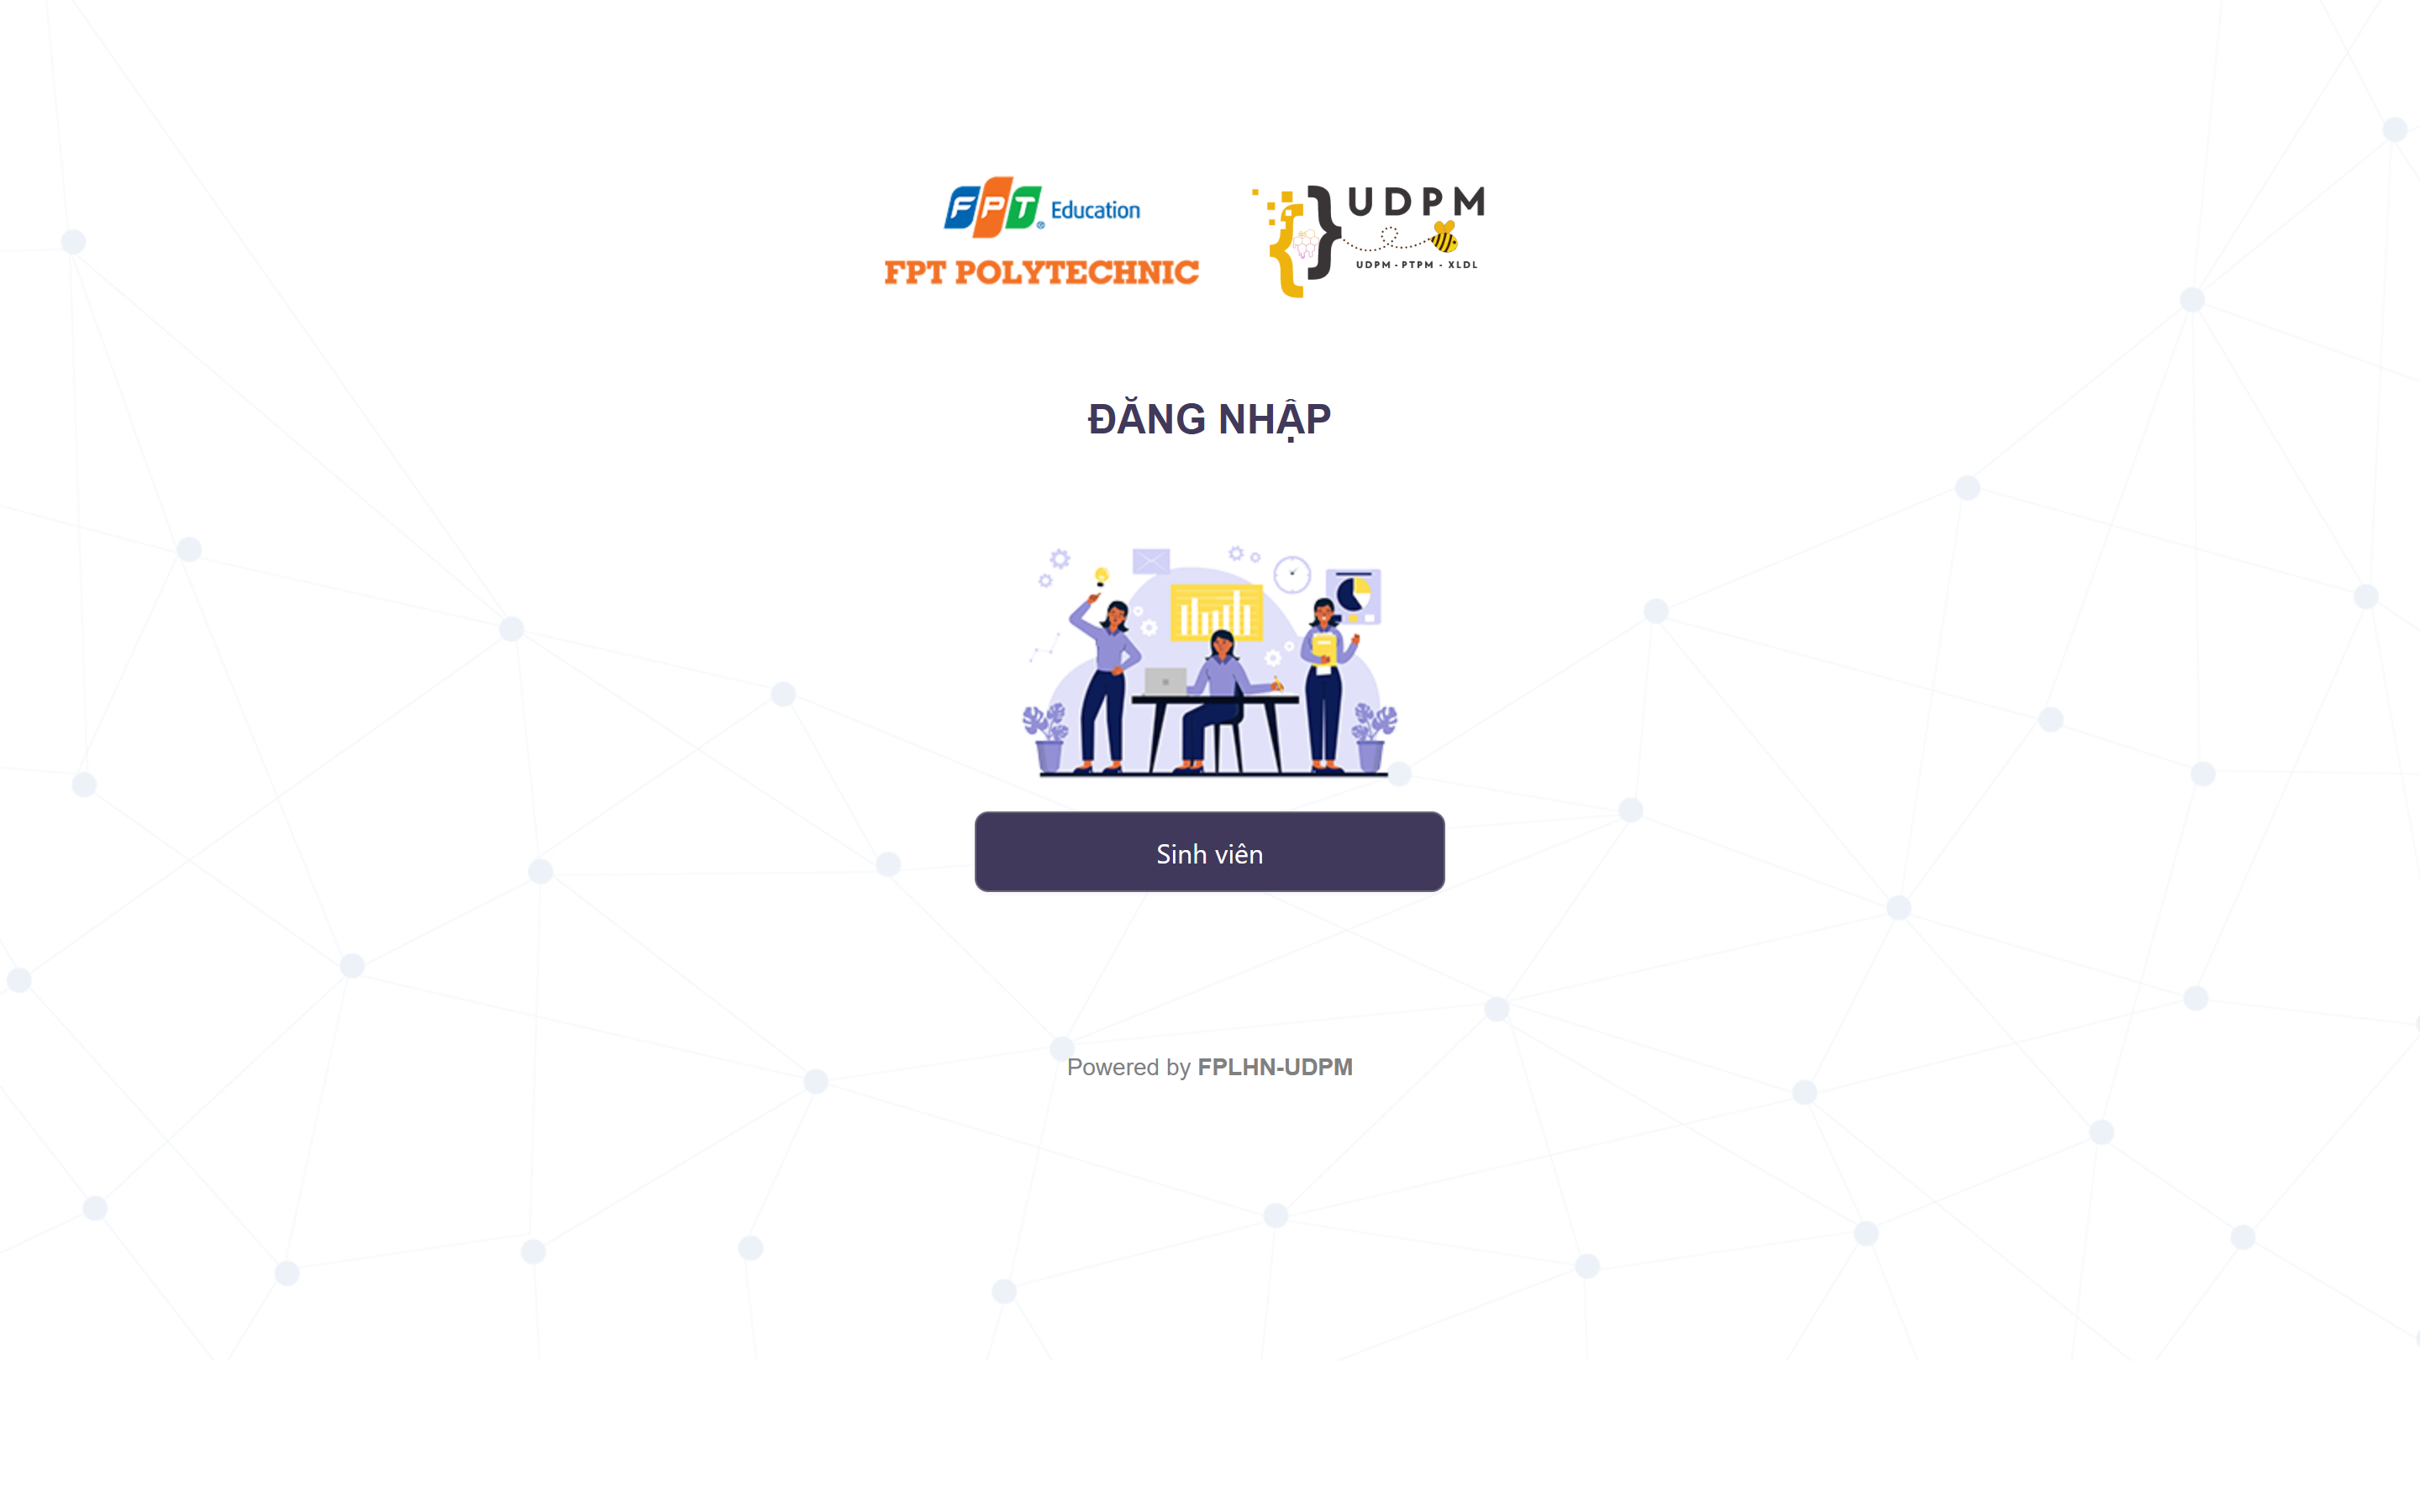 FPT Education
FPT POLYTECHNIC
UDPM
UDPM - PTPM - XLDL
ĐĂNG NHẬP
Sinh viên
Powered by FPLHN-UDPM